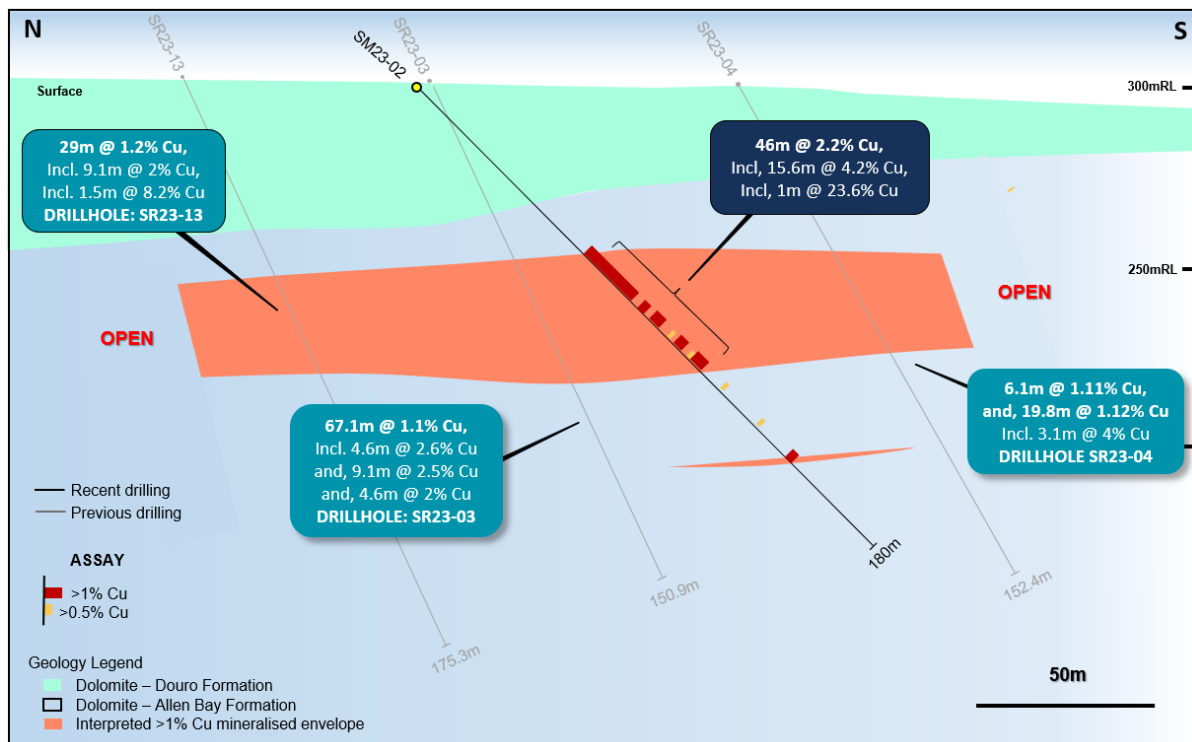 N
S
SR23-13
SM23-02
SR23-03
SR23-04
Surface
300mRL
29m @ 1.2% Cu,
Incl. 9.1m @ 2% Cu,
Incl. 1.5m @ 8.2% Cu
DRILLHOLE: SR23-13
46m @ 2.2% Cu,
Incl, 15.6m @ 4.2% Cu,
Incl, 1m @ 23.6% Cu
250mRL
OPEN
OPEN
67.1m @ 1.1% Cu,
Incl. 4.6m @ 2.6% Cu
and, 9.1m @ 2.5% Cu
and, 4.6m @ 2% Cu
DRILLHOLE: SR23-03
6.1m @ 1.11% Cu,
and, 19.8m @ 1.12% Cu
Incl. 3.1m @ 4% Cu
DRILLHOLE SR23-04
Recent drilling
Previous drilling
ASSAY
>1% Cu
>0.5% Cu
180m
150.9m
152.4m
175.3m
Geology Legend
Dolomite – Douro Formation
Dolomite – Allen Bay Formation
Interpreted >1% Cu mineralised envelope
50m